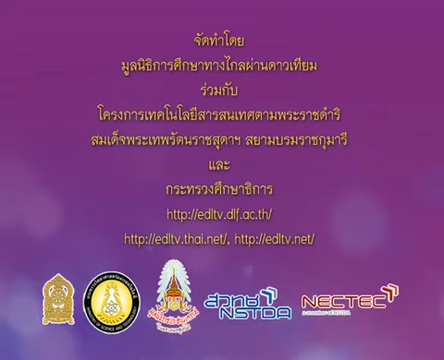 จัดทำโดย
มูลนิธิการศึกษาทางไกลผ่านดาวเทียม
ร่วมกับ
โครงการเทคโนโลยีสารสนเทศตามพระราชดำริ
สมเด็จพระเทพรัตนราชสุดาฯ สยามบรมราชกุมารี
และ
กระทรวงศึกษาธิการ
http://edltv.dlf.ac.th/
http://edltv.thai.net/, http://edltv.net/
สวทช
NSTDA
NECTEC
a member of NSTDA